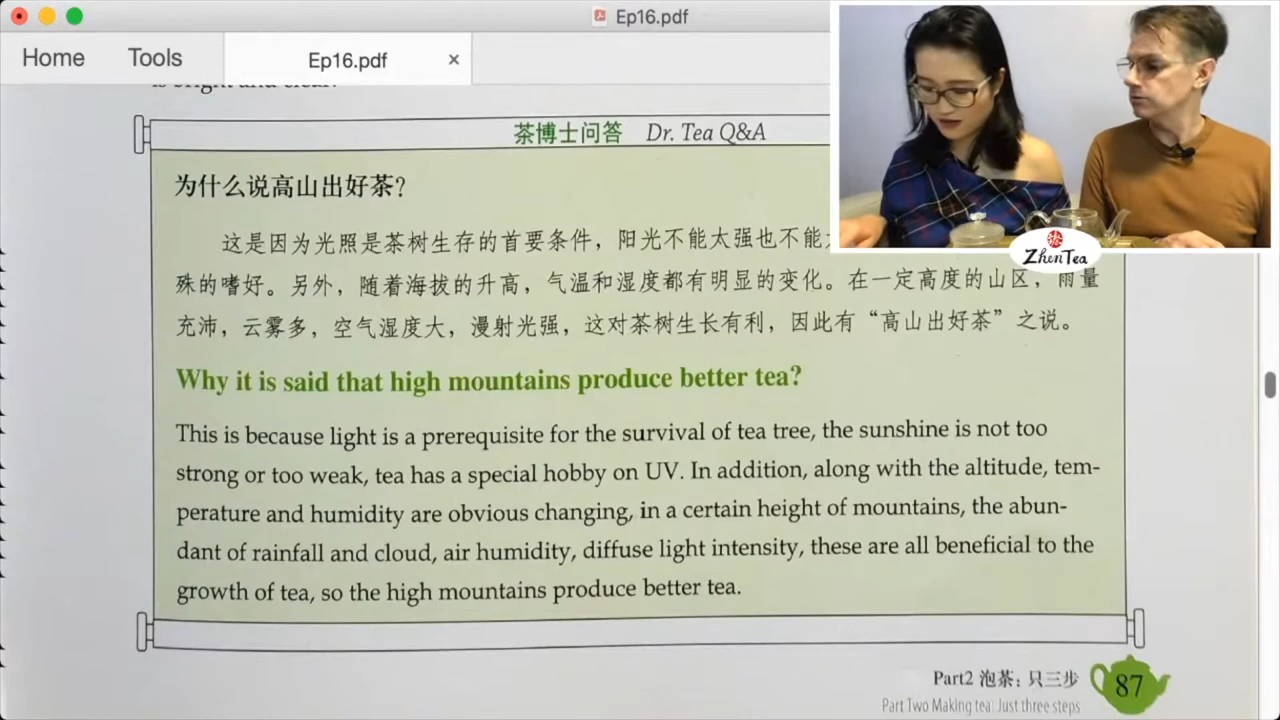 Ep16.pdf
Home Tools Ep16.pdf ×
茶博士问答 Dr. Tea Q&A
为什么说高山出好茶?
这是因为光照是茶树生存的首要条件，阳光不能太强也不能
殊的嗜好。另外，随着海拔的升高，气温和湿度都有明显的变化。在一定高度的山区，雨量
充沛，云雾多，空气湿度大，漫射光强，这对茶树生长有利，因此有“高山出好茶”之说。
Why it is said that high mountains produce better tea?
This is because light is a prerequisite for the survival of tea tree, the sunshine is not too
strong or too weak, tea has a special hobby on UV. In addition, along with the altitude, tem-
perature and humidity are obvious changing, in a certain height of mountains, the abun-
dant of rainfall and cloud, air humidity, diffuse light intensity, these are all beneficial to the
growth of tea, so the high mountains produce better tea.
Part2 泡茶：只三步
Part Two Making tea: Just three steps
87
ZhenTea